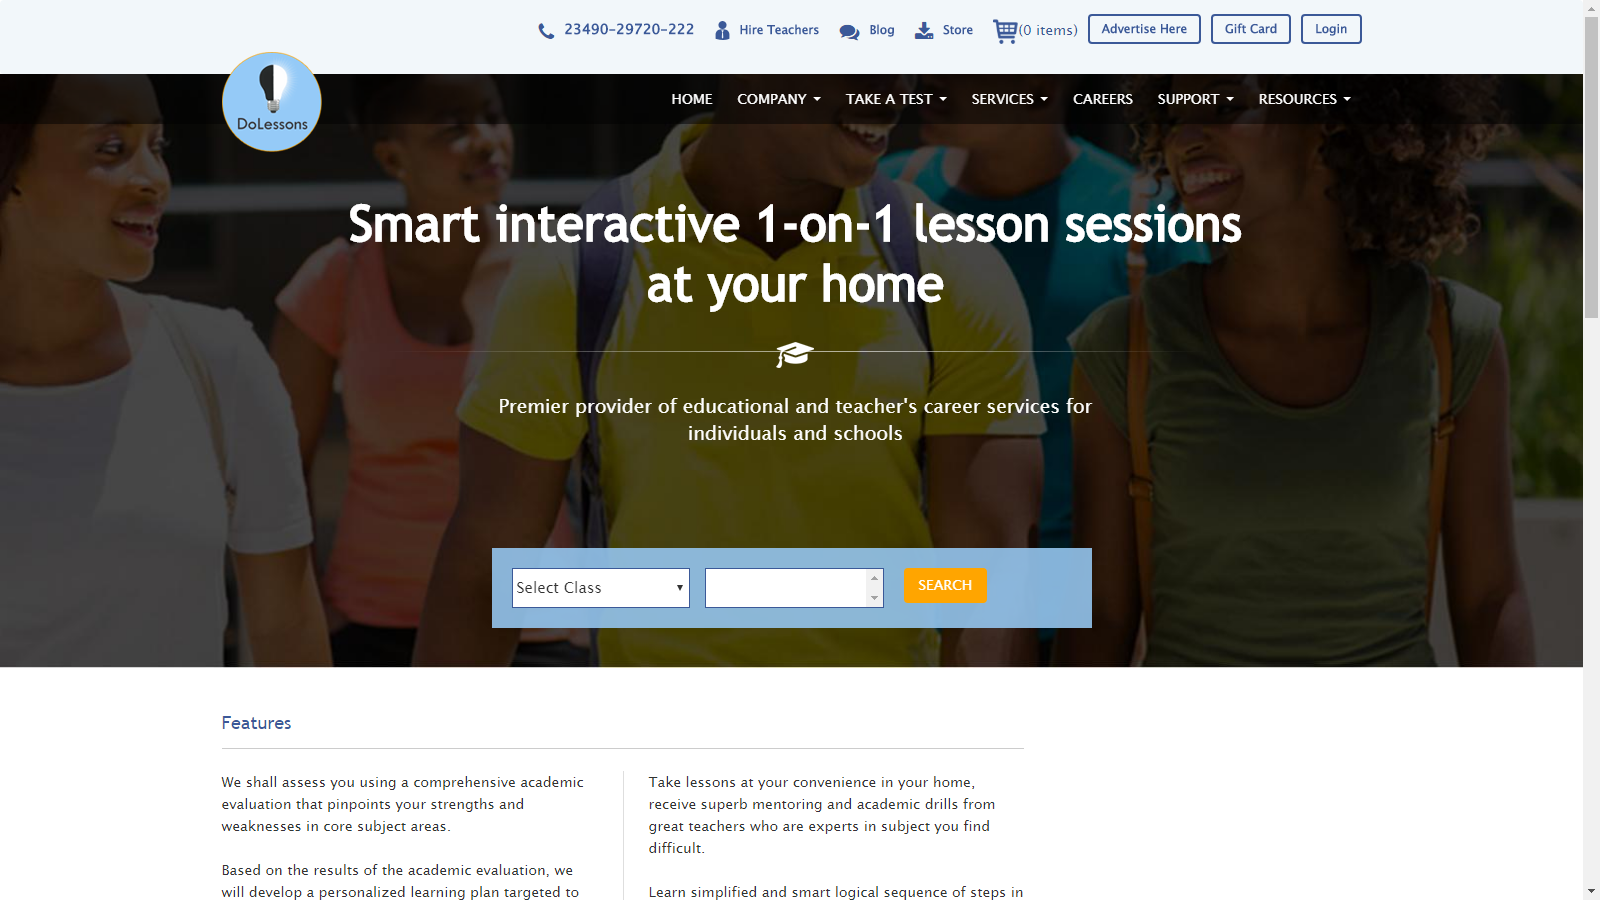 23490-29720-222 Hire Teachers Blog Store (0 items) Advertise Here Gift Card Login
DoLessons
HOME COMPANY TAKE A TEST SERVICES CAREERS SUPPORT RESOURCES
Smart interactive 1-on-1 lesson sessions
at your home
Premier provider of educational and teacher's career services for
individuals and schools
Select Class SEARCH
Features
We shall assess you using a comprehensive academic
evaluation that pinpoints your strengths and
weaknesses in core subject areas.
Based on the results of the academic evaluation, we
will develop a personalized learning plan targeted to
Take lessons at your convenience in your home,
receive superb mentoring and academic drills from
great teachers who are experts in subject you find
difficult.
Learn simplified and smart logical sequence of steps in